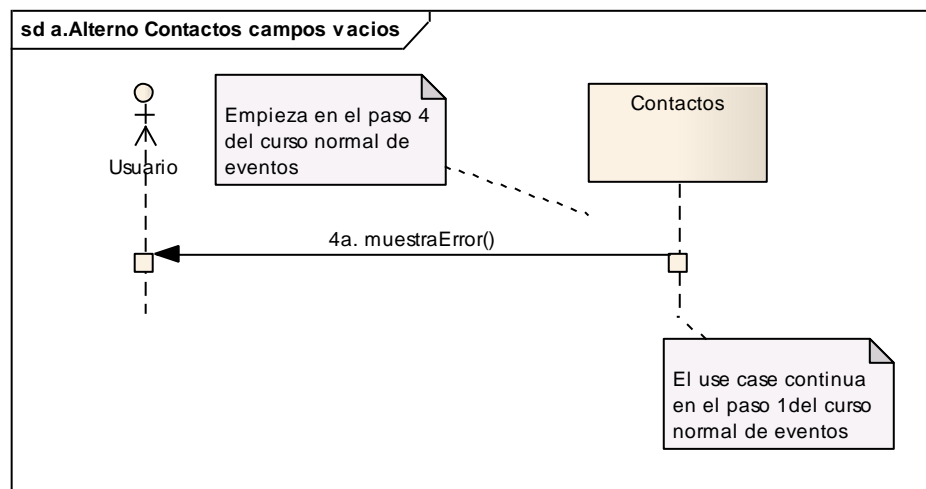 sd a.Alterno Contactos campos vacios
Empieza en el paso 4
del curso normal de
eventos
Contactos
Usuario
4a. muestraError()
El use case continua
en el paso 1del curso
normal de eventos